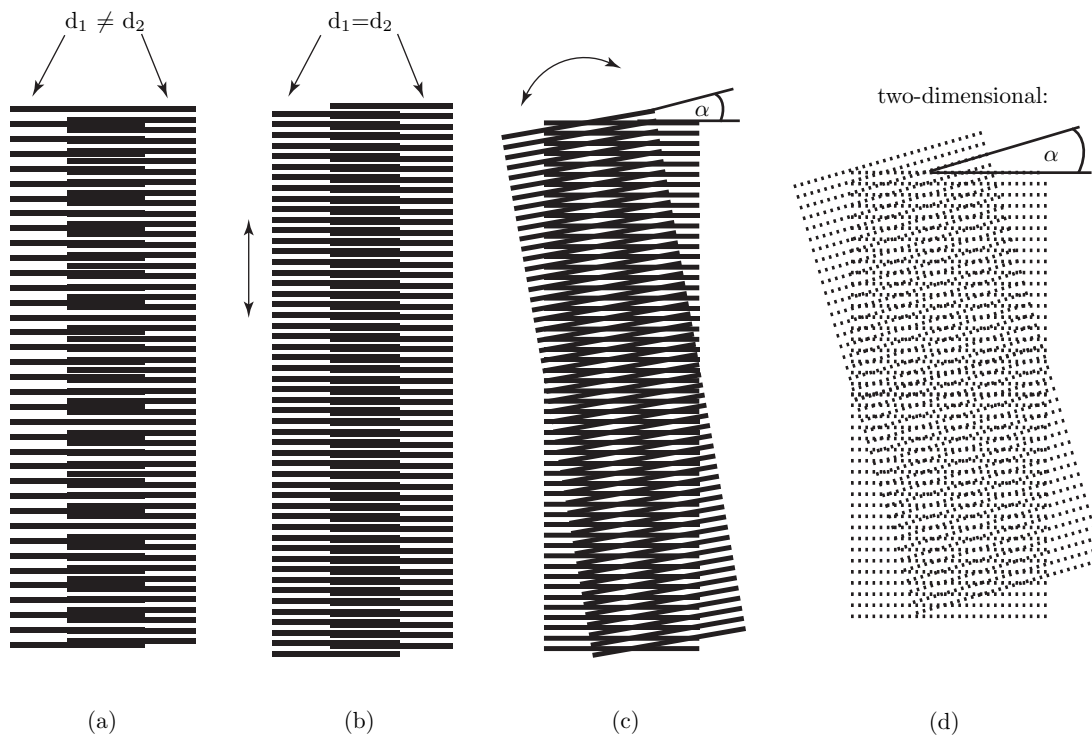 d₁ ≠ d₂
d₁=d₂
α
two-dimensional:
α
(a)
(b)
(c)
(d)